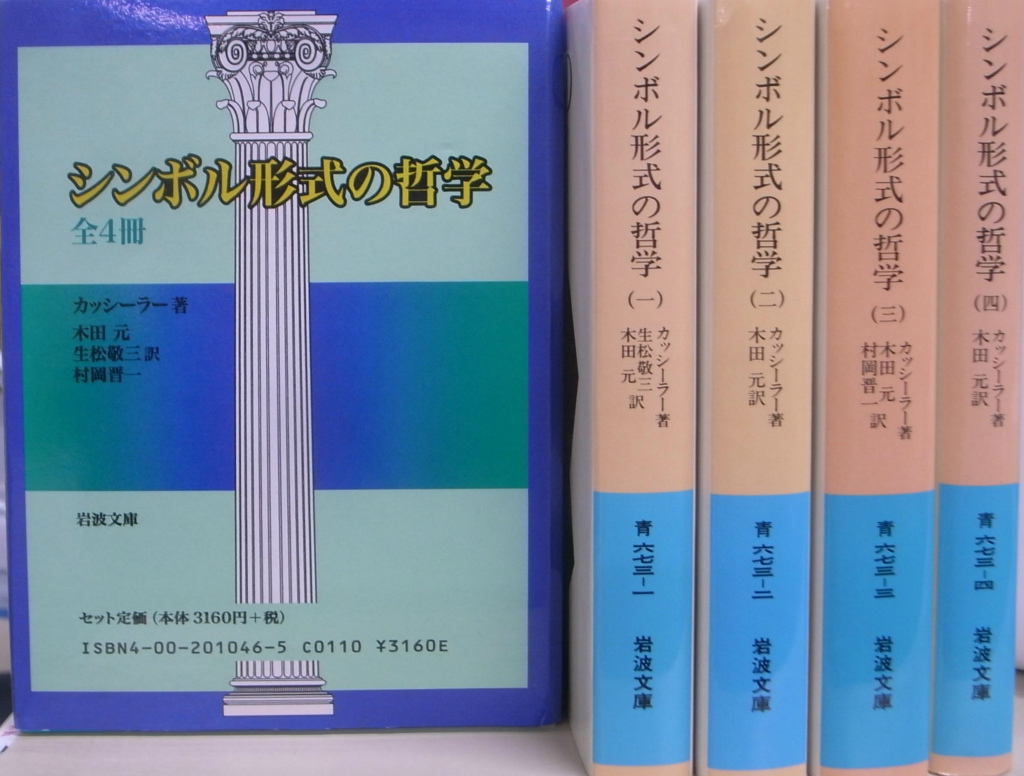 シンボル形式の哲学
全4冊
カッシーラー著
木田 元
生松敬三訳
村岡晋一
岩波文庫
セット定価(本体3160円+税)
ISBN4-00-201046-5 C0110 ¥3160E
シンボル形式の哲学(一)
カッシーラー著
生松敬三
木田 元訳
青六七三-一
岩波文庫
シンボル形式の哲学(二)
カッシーラー著
木田 元訳
青六七三-二
岩波文庫
シンボル形式の哲学(三)
カッシーラー著
木田 元
村岡晋一訳
青六七三-三
岩波文庫
シンボル形式の哲学(四)
カッシーラー著
木田 元訳
青六七三-四
岩波文庫